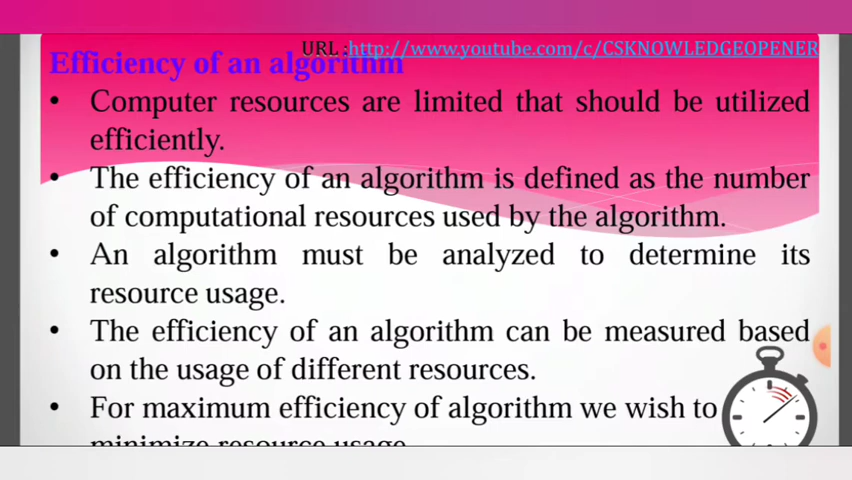 URL :http://www.youtube.com/c/CSKNOWLEDGEOPENER
Efficiency of an algorithm
• Computer resources are limited that should be utilized
efficiently.
• The efficiency of an algorithm is defined as the number
of computational resources used by the algorithm.
• An algorithm must be analyzed to determine its
resource usage.
• The efficiency of an algorithm can be measured based
on the usage of different resources.
• For maximum efficiency of algorithm we wish to
minimize resource usage